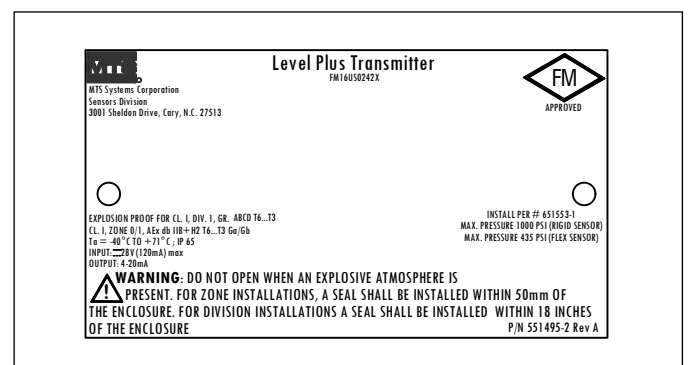 MTS
Level Plus Transmitter
FM16US0242X
MTS Systems Corporation
Sensors Division
3001 Sheldon Drive, Cary, N.C. 27513
FM
APPROVED
EXPLOSION PROOF FOR CL. I, DIV. 1, GR. ABCD T6...T3
CL. I, ZONE 0/1, AEx db IIB+H2 T6...T3 Ga/Gb
Ta = -40°C TO +71°C ; IP 65
INPUT: ⎓28V (120mA) max
OUTPUT: 4-20mA
INSTALL PER # 651553-1
MAX. PRESSURE 1000 PSI (RIGID SENSOR)
MAX. PRESSURE 435 PSI (FLEX SENSOR)
WARNING: DO NOT OPEN WHEN AN EXPLOSIVE ATMOSPHERE IS
PRESENT. FOR ZONE INSTALLATIONS, A SEAL SHALL BE INSTALLED WITHIN 50mm OF
THE ENCLOSURE. FOR DIVISION INSTALLATIONS A SEAL SHALL BE INSTALLED WITHIN 18 INCHES
OF THE ENCLOSURE
P/N 551495-2 Rev A